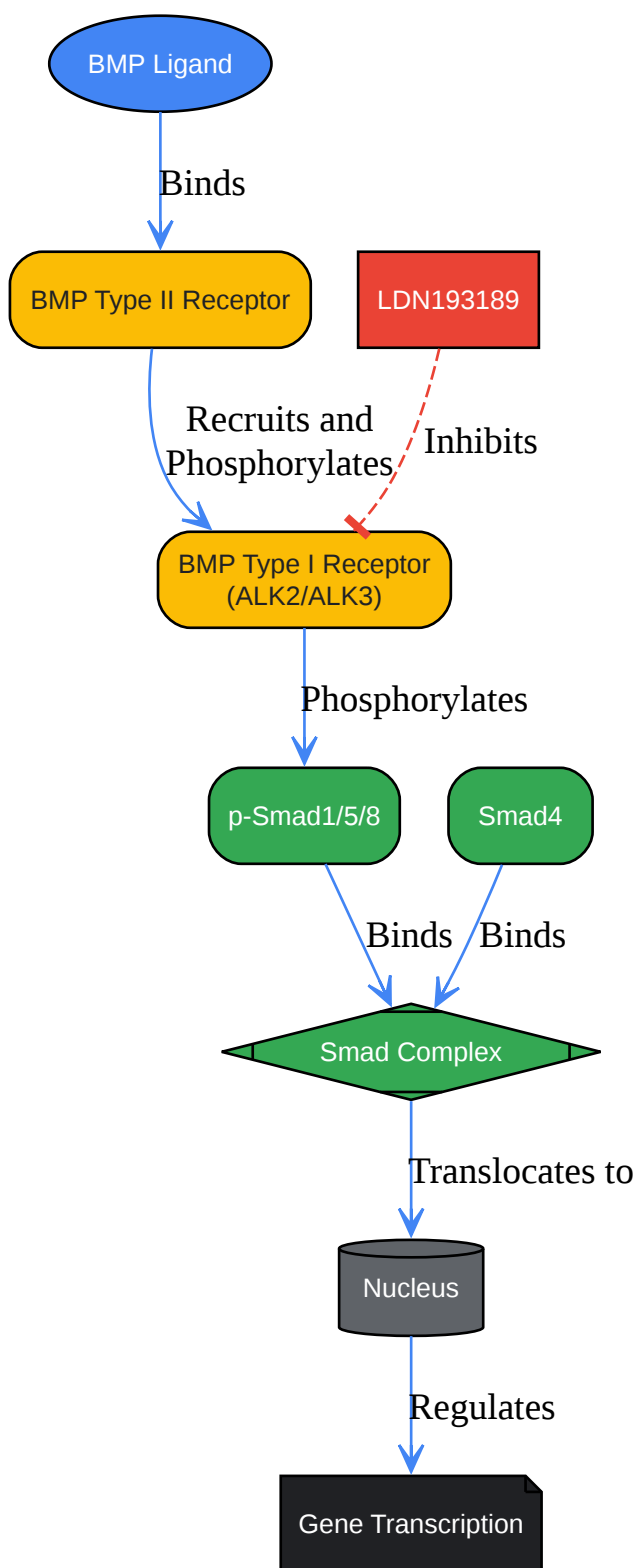 BMP Ligand
Binds
BMP Type II Receptor
LDN193189
Recruits and
Phosphorylates
Inhibits
BMP Type I Receptor
(ALK2/ALK3)
Phosphorylates
p-Smad1/5/8
Smad4
Binds
Binds
Smad Complex
Translocates to
Nucleus
Regulates
Gene Transcription